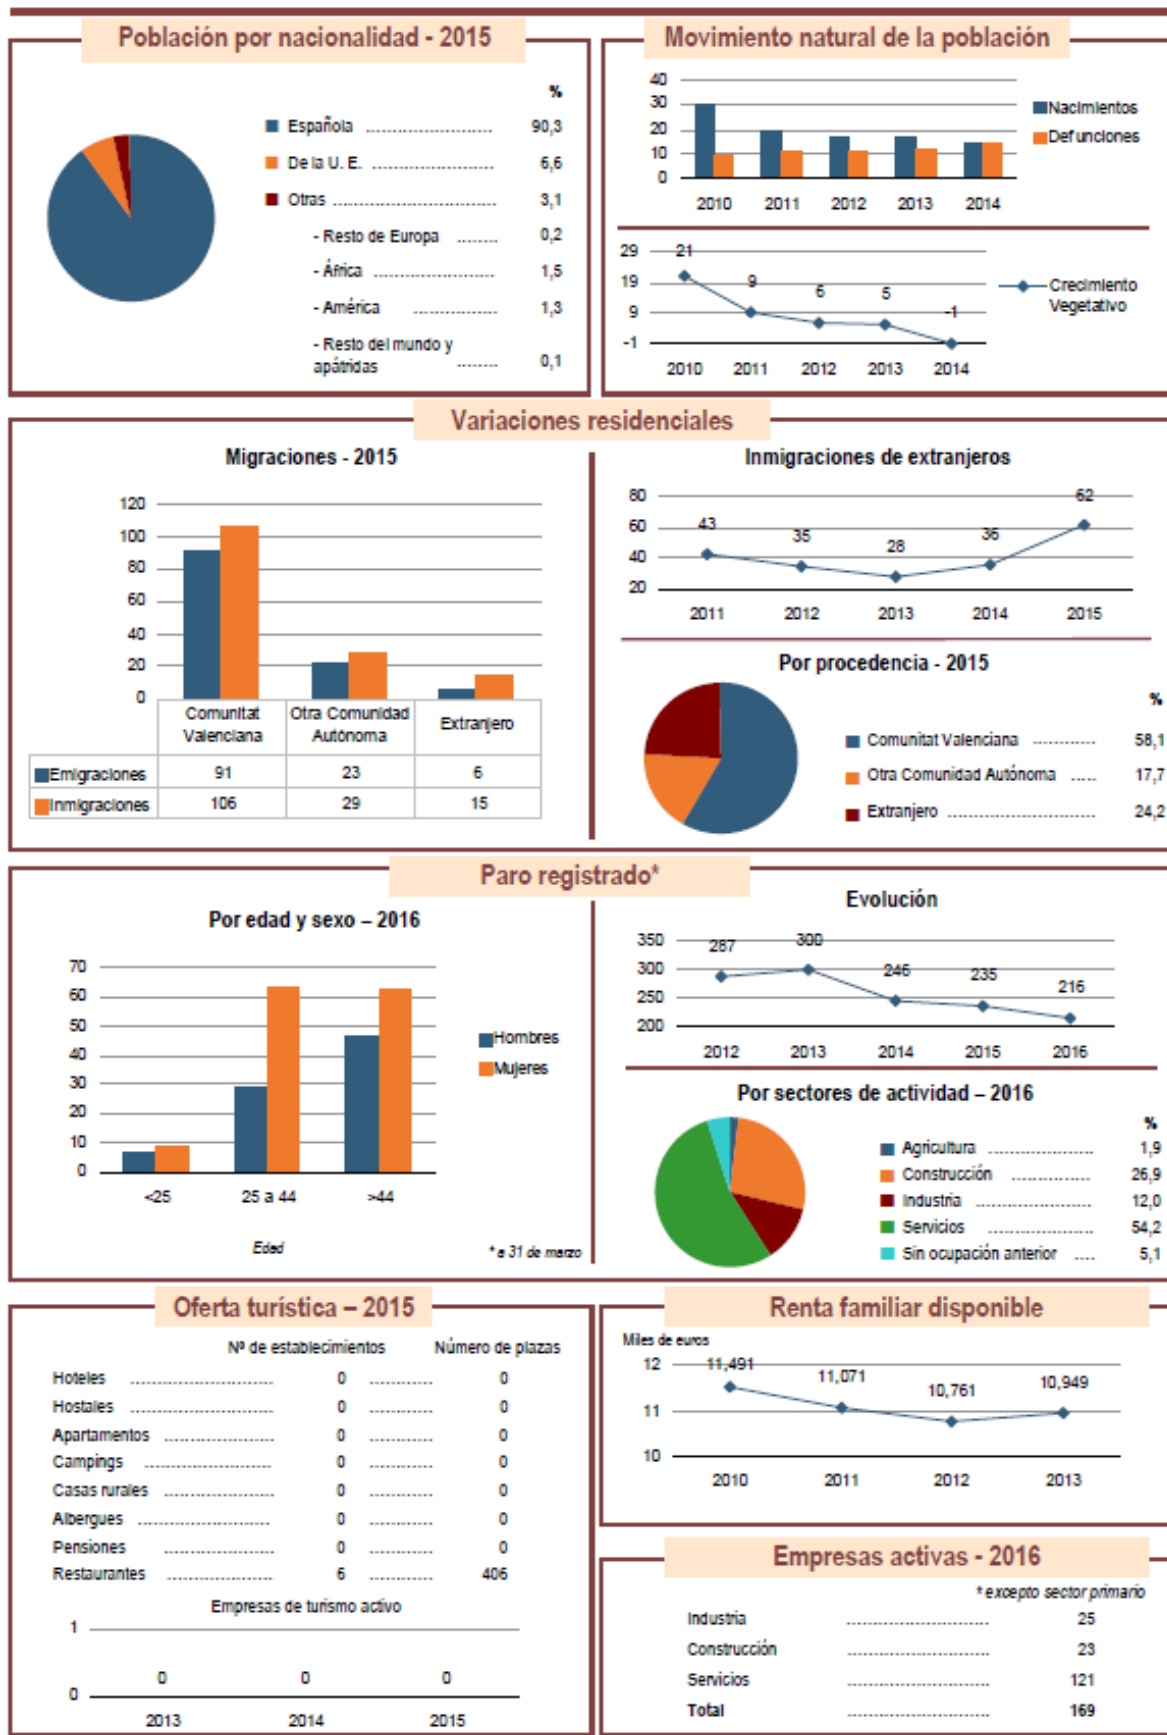 Población por nacionalidad - 2015
%
Española ............ 90,3
De la U. E. ............ 6,6
Otras ............ 3,1
- Resto de Europa ............ 0,2
- África ............ 1,5
- América ............ 1,3
- Resto del mundo y
apátridas ............ 0,1
Movimiento natural de la población
40
30
20
10
0
Nacimientos
Defunciones
2010 2011 2012 2013 2014
29
19
9
-1
21 9 6 5 -1
Crecimiento
Vegetativo
2010 2011 2012 2013 2014
Variaciones residenciales
Migraciones - 2015
120
100
80
60
40
20
0
Comunitat Valenciana Otra Comunidad Autónoma Extranjero
Emigraciones 91 23 6
Inmigraciones 106 29 15
Inmigraciones de extranjeros
80
60
40
20
43 35 28 36 62
2011 2012 2013 2014 2015
Por procedencia - 2015
%
Comunitat Valenciana ............ 58,1
Otra Comunidad Autónoma ..... 17,7
Extranjero ............ 24,2
Paro registrado*
Por edad y sexo – 2016
70
60
50
40
30
20
10
0
Hombres
Mujeres
<25 25 a 44 >44
Edad
* a 31 de marzo
Evolución
350
300
250
200
287 300 246 235 216
2012 2013 2014 2015 2016
Por sectores de actividad – 2016
%
Agricultura ............ 1,9
Construcción ............ 26,9
Industria ............ 12,0
Servicios ............ 54,2
Sin ocupación anterior .... 5,1
Oferta turística – 2015
Nº de establecimientos Número de plazas
Hoteles ............ 0 ............ 0
Hostales ............ 0 ............ 0
Apartamentos ............ 0 ............ 0
Campings ............ 0 ............ 0
Casas rurales ............ 0 ............ 0
Albergues ............ 0 ............ 0
Pensiones ............ 0 ............ 0
Restaurantes ............ 6 ............ 406
Empresas de turismo activo
1
0
0 0 0
2013 2014 2015
Renta familiar disponible
Miles de euros
12
11
10
11,491 11,071 10,761 10,949
2010 2011 2012 2013
Empresas activas - 2016
* excepto sector primario
Industria ............ 25
Construcción ............ 23
Servicios ............ 121
Total ............ 169